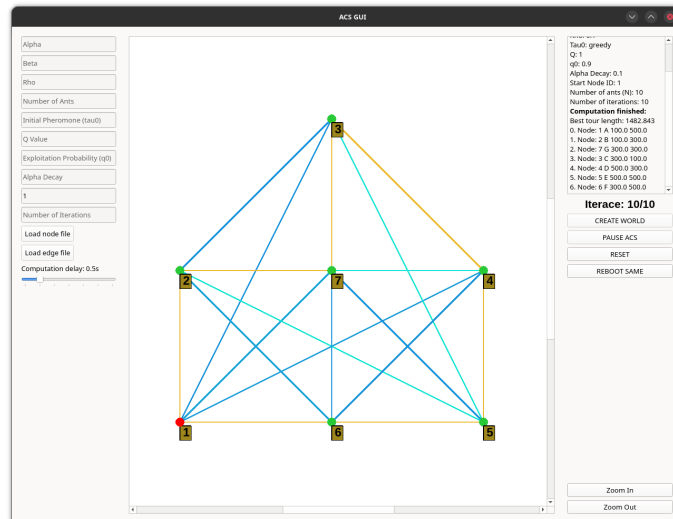 ACS GUI
Alpha
Beta
Rho
Number of Ants
Initial Pheromone (tau0)
Q Value
Exploitation Probability (q0)
Alpha Decay
1
Number of Iterations
Load node file
Load edge file
Computation delay: 0.5s
3
2
7
4
1
6
5
Tau0: greedy
Q: 1
q0: 0.9
Alpha Decay: 0.1
Start Node ID: 1
Number of ants (N): 10
Number of iterations: 10
Computation finished:
Best tour length: 1482.843
0. Node: 1 A 100.0 500.0
1. Node: 2 B 100.0 300.0
2. Node: 7 G 300.0 300.0
3. Node: 3 C 300.0 100.0
4. Node: 4 D 500.0 300.0
5. Node: 5 E 500.0 500.0
6. Node: 6 F 300.0 500.0
Iterace: 10/10
CREATE WORLD
PAUSE ACS
RESET
REBOOT SAME
Zoom In
Zoom Out